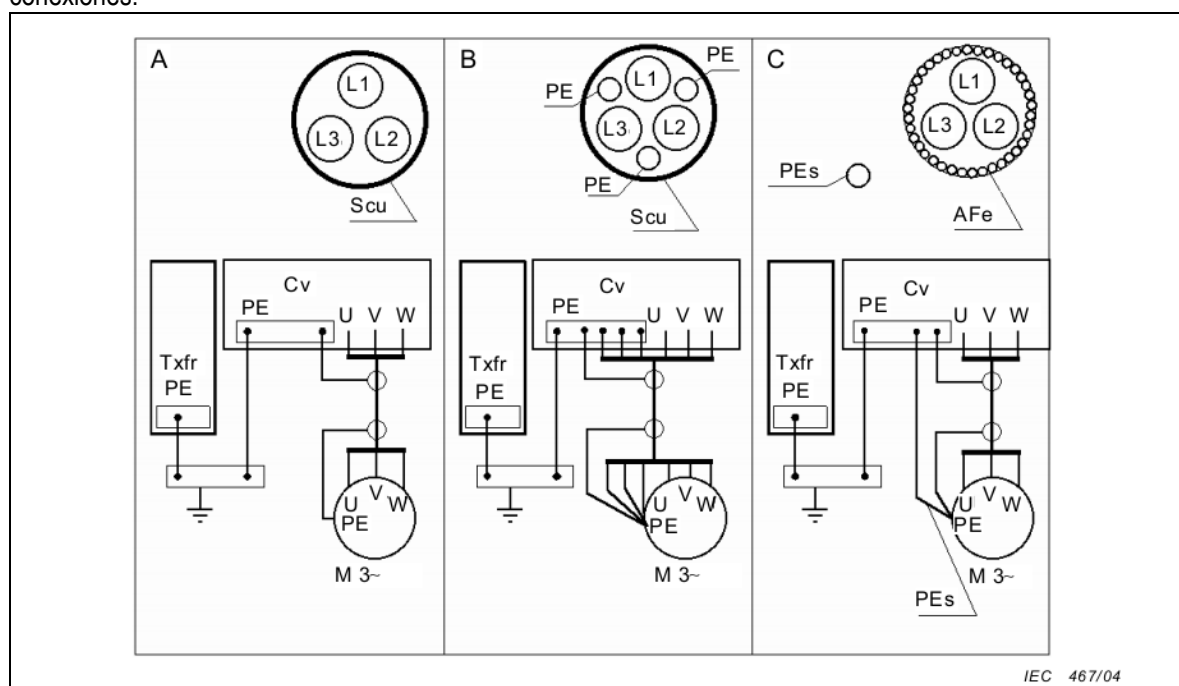 conexiones.
A
L1
L3
L2
Scu
B
PE
PE
L1
L3
L2
PE
Scu
C
L1
L3
L2
PEs
AFe
Cv
PE
U V W
Txfr
PE
U V W
PE
M 3~
Cv
PE
U V W
Txfr
PE
U V W
PE
M 3~
Cv
PE
U V W
Txfr
PE
U V W
PE
M 3~
PEs
IEC 467/04